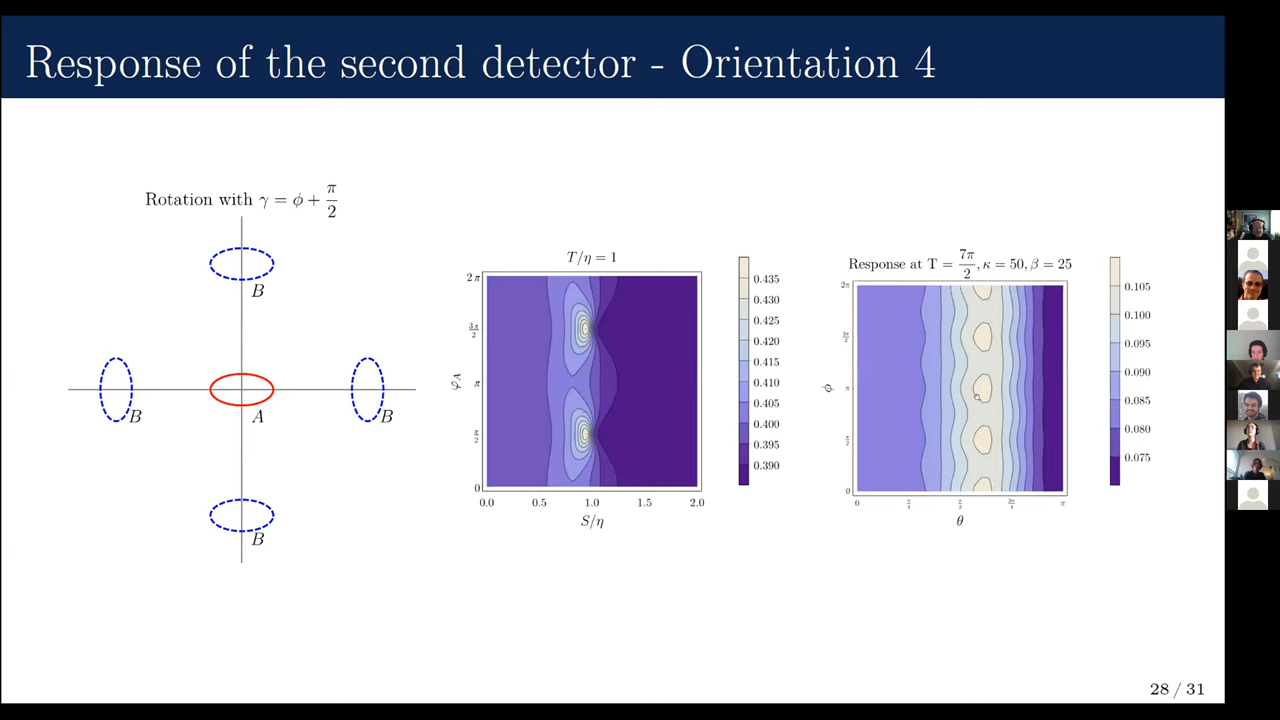 Response of the second detector - Orientation 4
Rotation with γ = ϕ + π/2
B
B
A
B
B
T/η = 1
2 π
3π/2
φ_A
π
π/2
0
0.0 0.5 1.0 1.5 2.0
S/η
0.435
0.430
0.425
0.420
0.415
0.410
0.405
0.400
0.395
0.390
Response at T = 7π/2, κ = 50, β = 25
2π
3π/2
ϕ
π
π/2
0
0 π/4 π/2 3π/4 π
θ
0.105
0.100
0.095
0.090
0.085
0.080
0.075
28 / 31